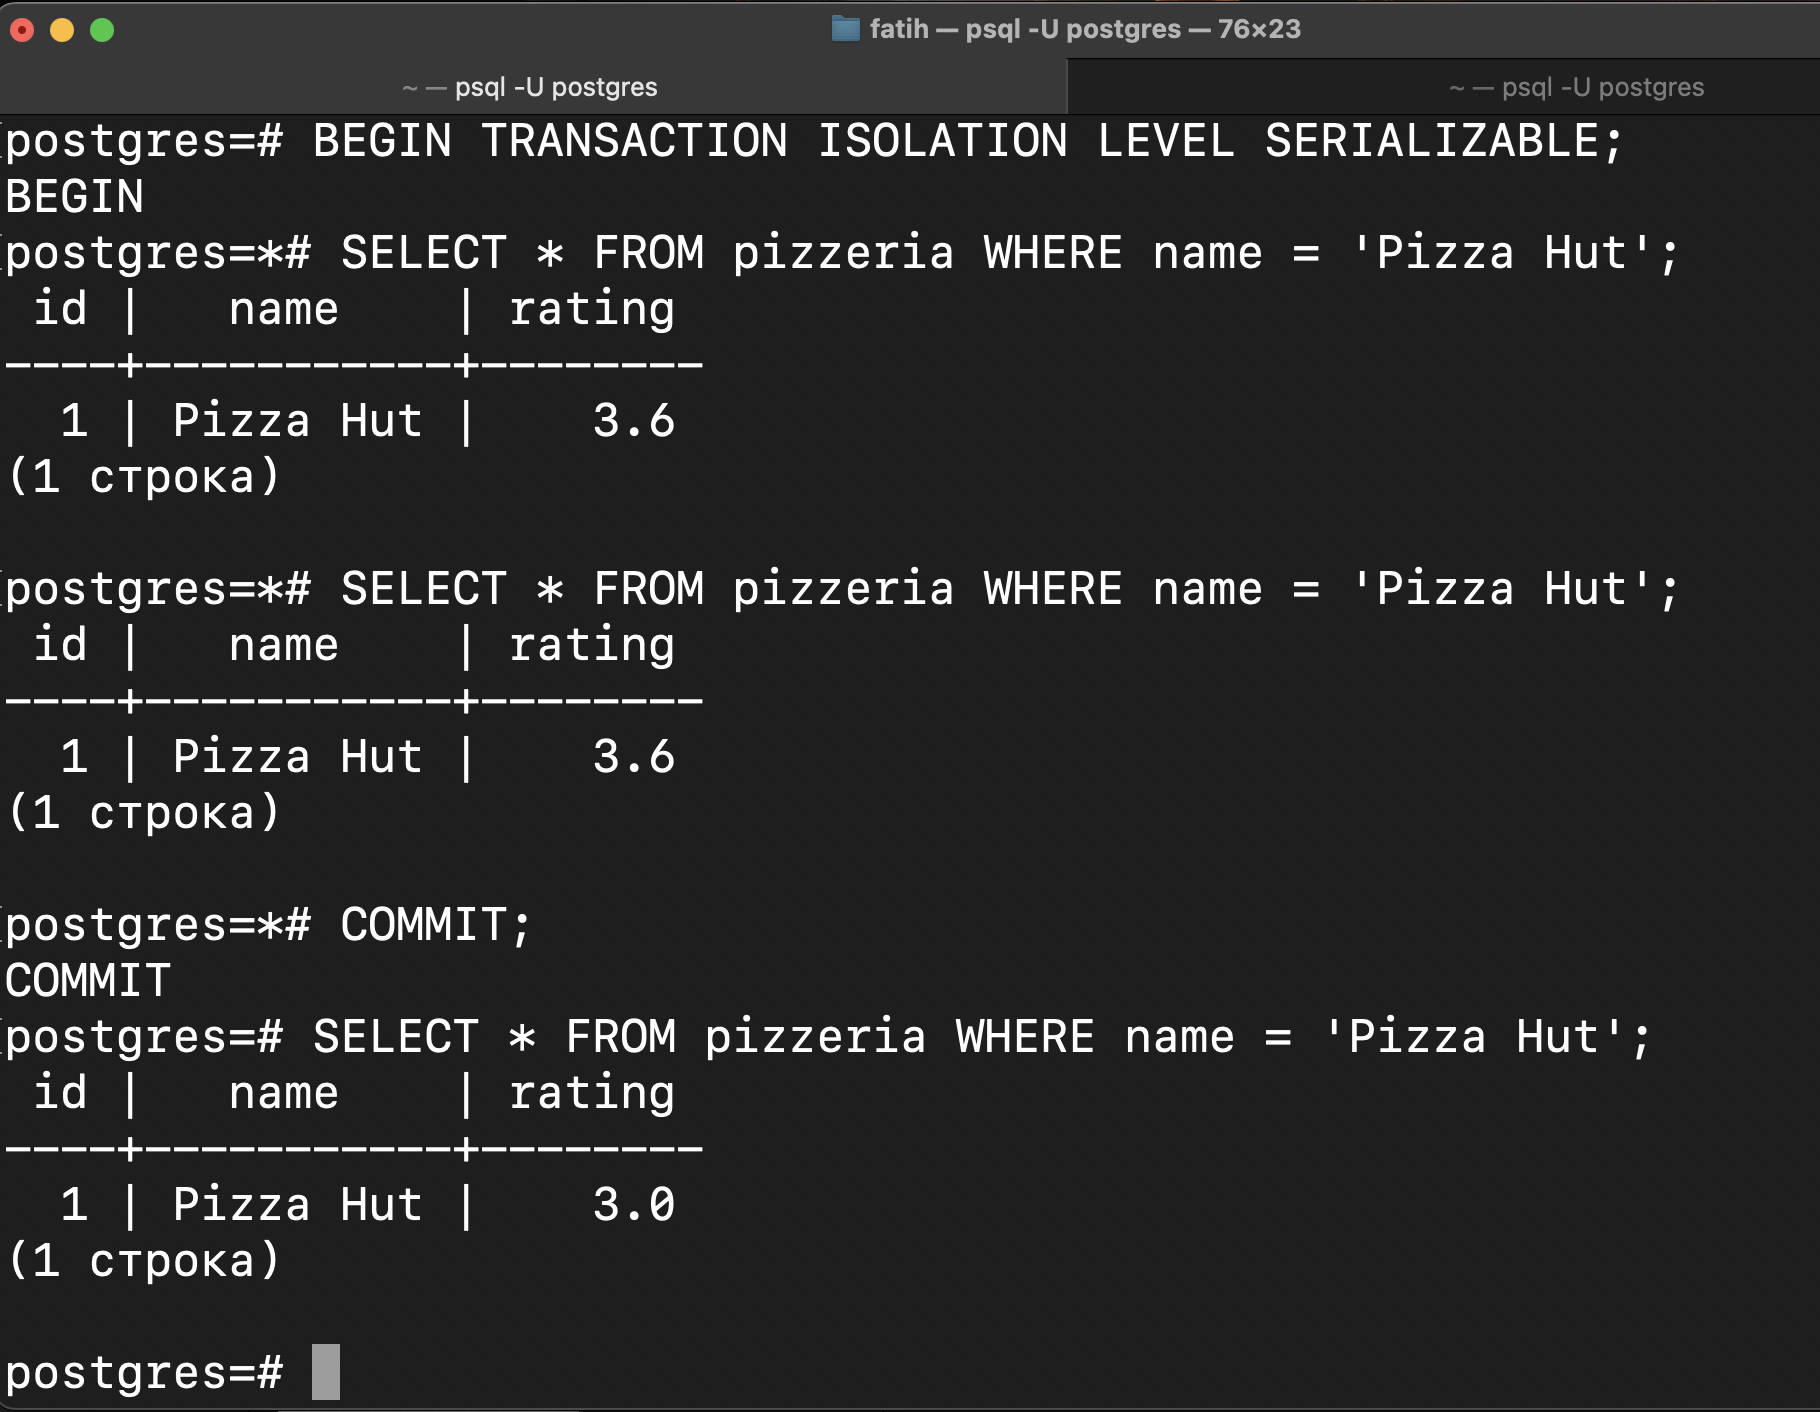 fatih — psql -U postgres — 76×23
~ — psql -U postgres
~ — psql -U postgres
postgres=# BEGIN TRANSACTION ISOLATION LEVEL SERIALIZABLE;
BEGIN
postgres=*# SELECT * FROM pizzeria WHERE name = 'Pizza Hut';
 id |   name    | rating
----+-----------+--------
  1 | Pizza Hut |    3.6
(1 строка)
postgres=*# SELECT * FROM pizzeria WHERE name = 'Pizza Hut';
 id |   name    | rating
----+-----------+--------
  1 | Pizza Hut |    3.6
(1 строка)
postgres=*# COMMIT;
COMMIT
postgres=# SELECT * FROM pizzeria WHERE name = 'Pizza Hut';
 id |   name    | rating
----+-----------+--------
  1 | Pizza Hut |    3.0
(1 строка)
postgres=#